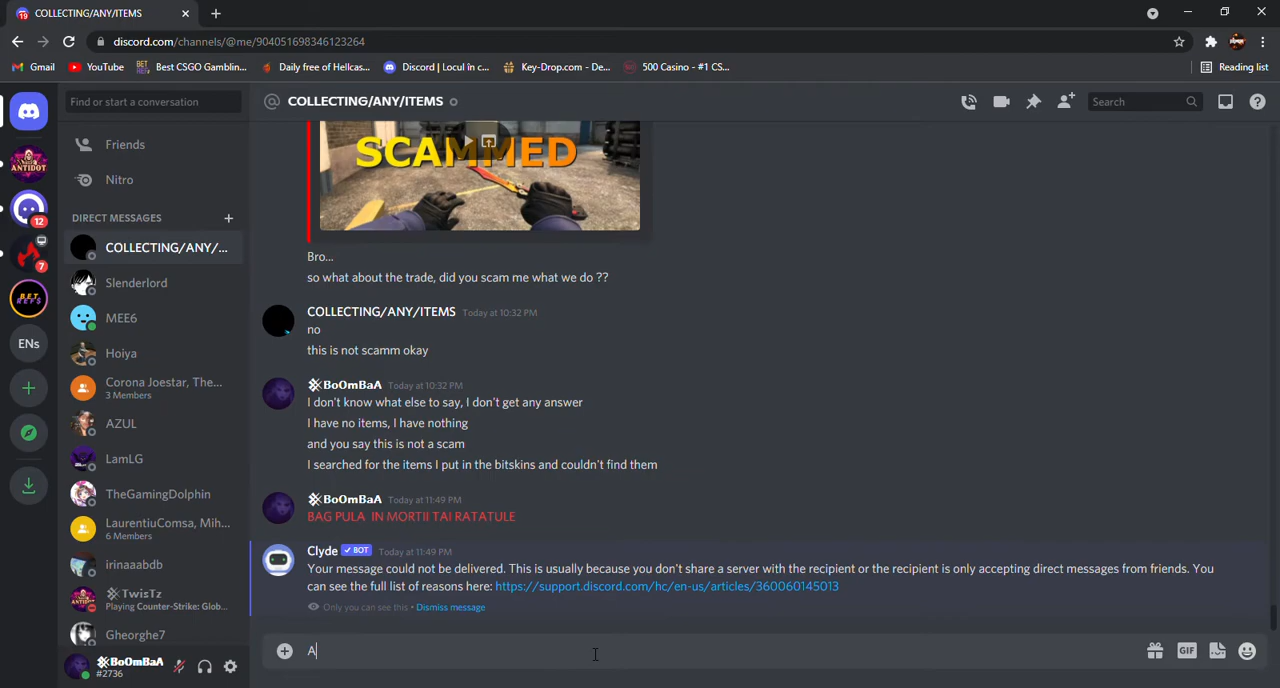 19 COLLECTING/ANY/ITEMS
discord.com/channels/@me/904051698346123264
Gmail YouTube BET REFS Best CSGO Gamblin... Daily free of Hellcas... Discord | Locul în c... Key-Drop.com - De... 500 Casino - #1 CS... Reading list
Find or start a conversation
COLLECTING/ANY/ITEMS
Search
Friends
Nitro
DIRECT MESSAGES
COLLECTING/ANY/...
Slenderlord
MEE6
Hoiya
Corona Joestar, The...
3 Members
AZUL
LamLG
TheGamingDolphin
LaurentiuComsa, Mih...
6 Members
irinaaabdb
※TwisTz
Playing Counter-Strike: Glob...
Gheorghe7
※BoOmBaA
#2736
ANTIDOT
12
7
BET REFS
ENs
SCAMMED
Bro...
so what about the trade, did you scam me what we do ??
COLLECTING/ANY/ITEMS Today at 10:32 PM
no
this is not scamm okay
※BoOmBaA Today at 10:32 PM
I don't know what else to say, I don't get any answer
I have no items, I have nothing
and you say this is not a scam
I searched for the items I put in the bitskins and couldn't find them
※BoOmBaA Today at 11:49 PM
BAG PULA IN MORTII TAI RATATULE
Clyde ✓ BOT Today at 11:49 PM
Your message could not be delivered. This is usually because you don't share a server with the recipient or the recipient is only accepting direct messages from friends. You
can see the full list of reasons here: https://support.discord.com/hc/en-us/articles/360060145013
Only you can see this • Dismiss message
A
GIF